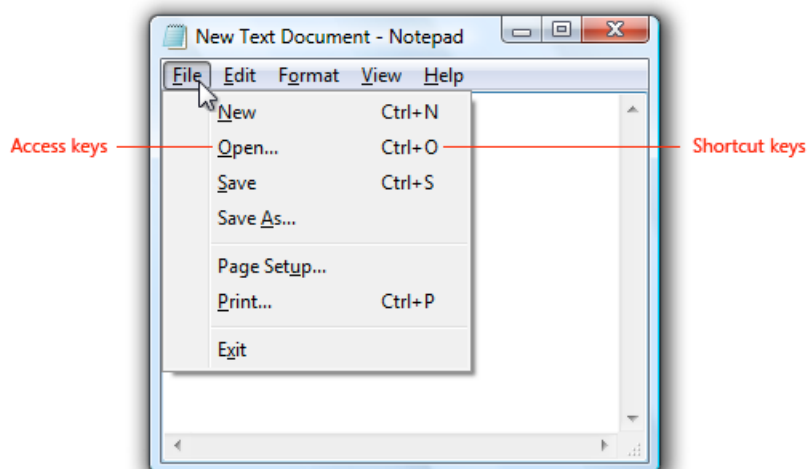 New Text Document - Notepad
File Edit Format View Help
New Ctrl+N
Access keys Open... Ctrl+O Shortcut keys
Save Ctrl+S
Save As...
Page Setup...
Print... Ctrl+P
Exit